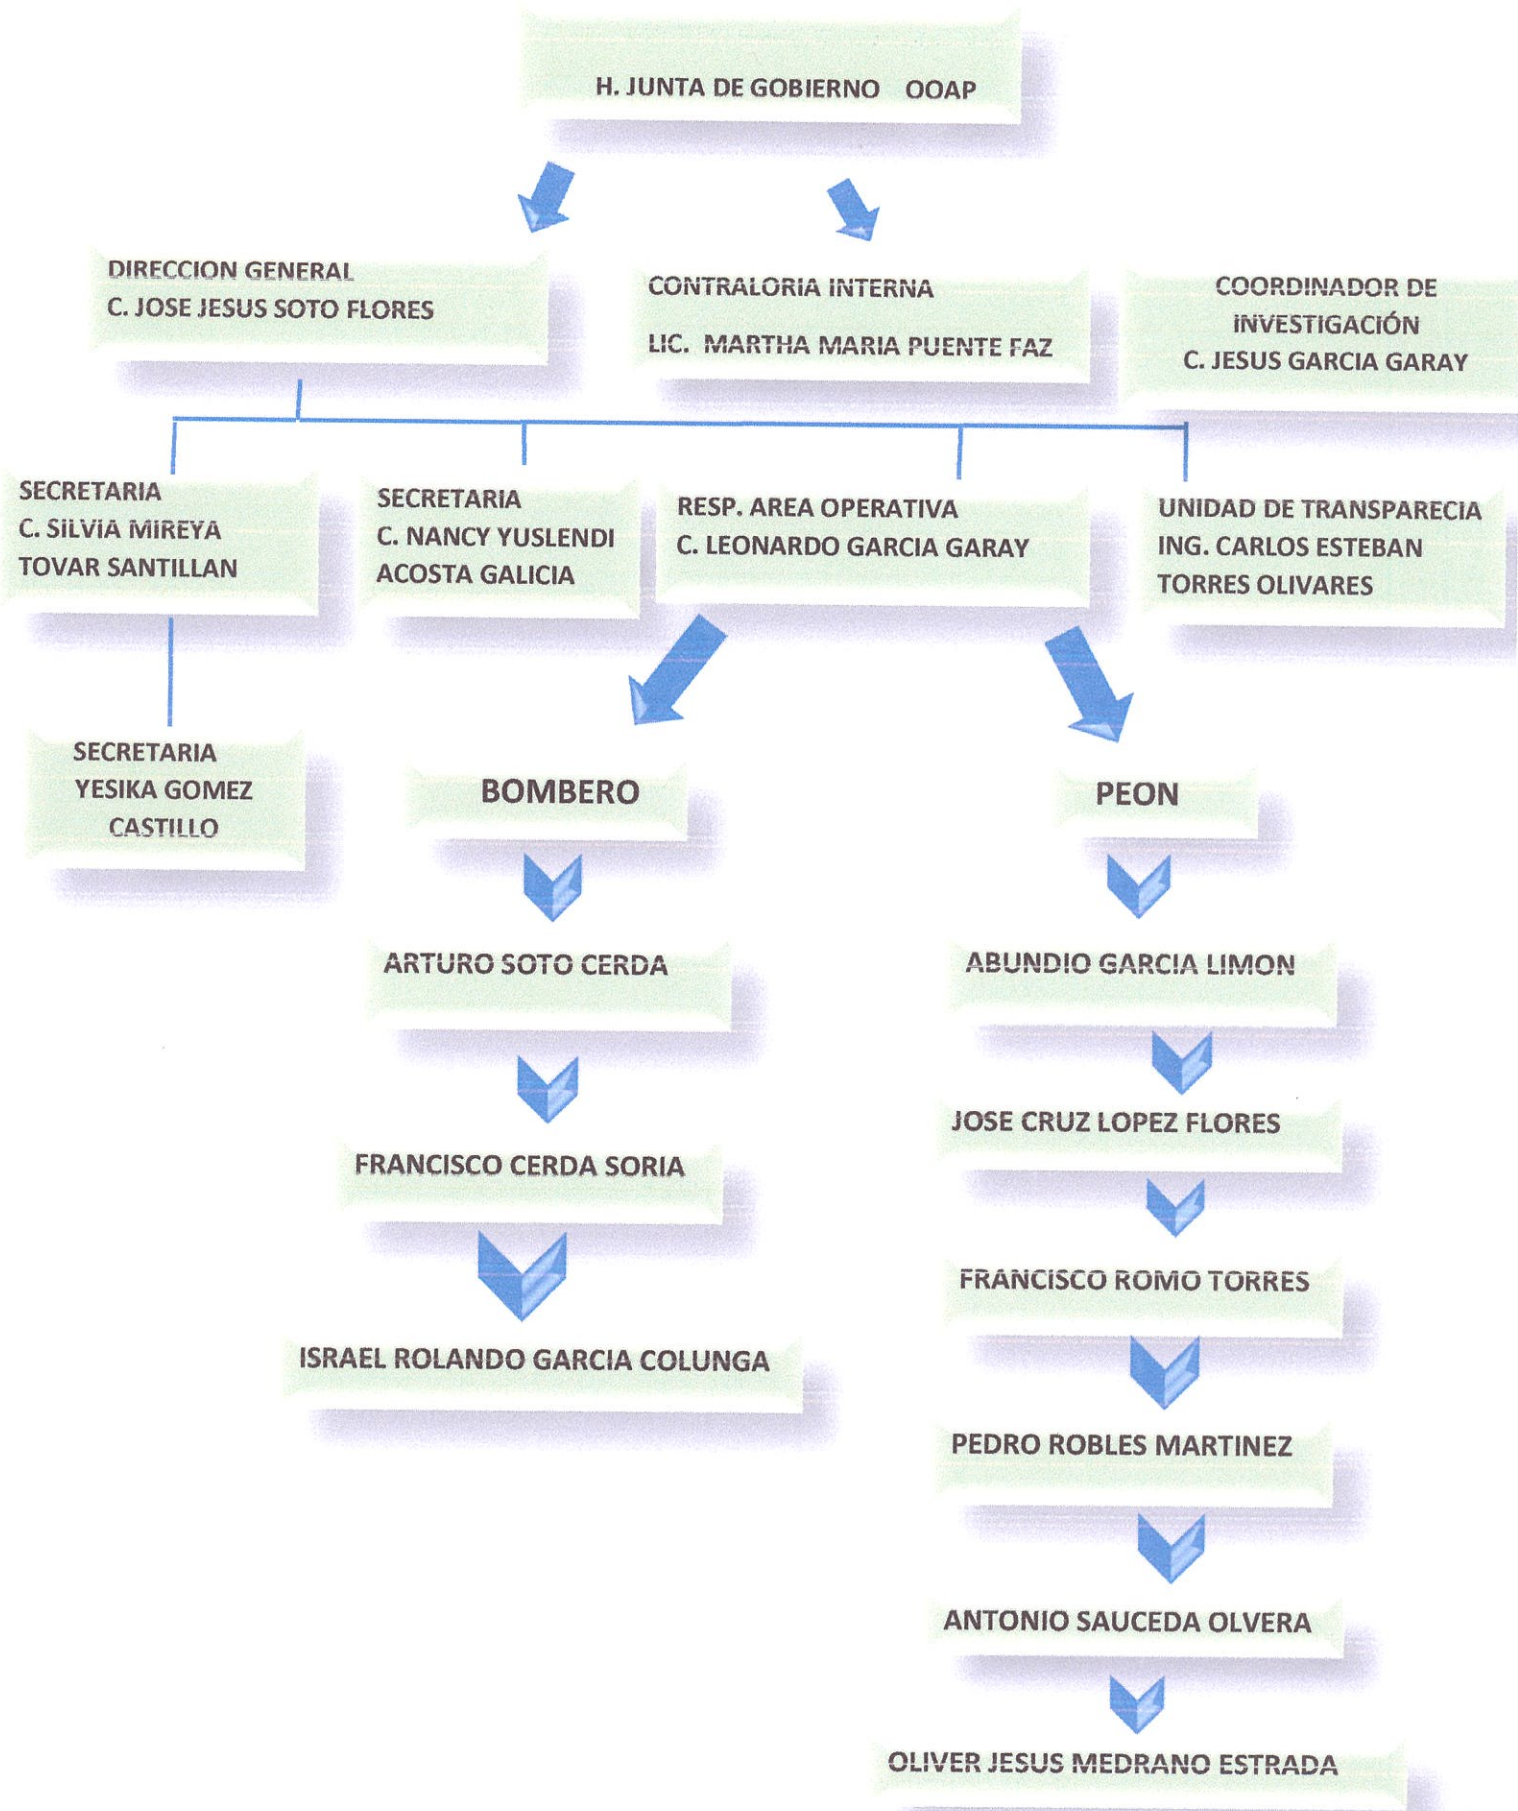 H. JUNTA DE GOBIERNO OOAP
DIRECCION GENERAL
C. JOSE JESUS SOTO FLORES
CONTRALORIA INTERNA
LIC. MARTHA MARIA PUENTE FAZ
COORDINADOR DE
INVESTIGACIÓN
C. JESUS GARCIA GARAY
SECRETARIA
C. SILVIA MIREYA
TOVAR SANTILLAN
SECRETARIA
C. NANCY YUSLENDI
ACOSTA GALICIA
RESP. AREA OPERATIVA
C. LEONARDO GARCIA GARAY
UNIDAD DE TRANSPARECIA
ING. CARLOS ESTEBAN
TORRES OLIVARES
SECRETARIA
YESIKA GOMEZ
CASTILLO
BOMBERO
ARTURO SOTO CERDA
FRANCISCO CERDA SORIA
ISRAEL ROLANDO GARCIA COLUNGA
PEON
ABUNDIO GARCIA LIMON
JOSE CRUZ LOPEZ FLORES
FRANCISCO ROMO TORRES
PEDRO ROBLES MARTINEZ
ANTONIO SAUCEDA OLVERA
OLIVER JESUS MEDRANO ESTRADA